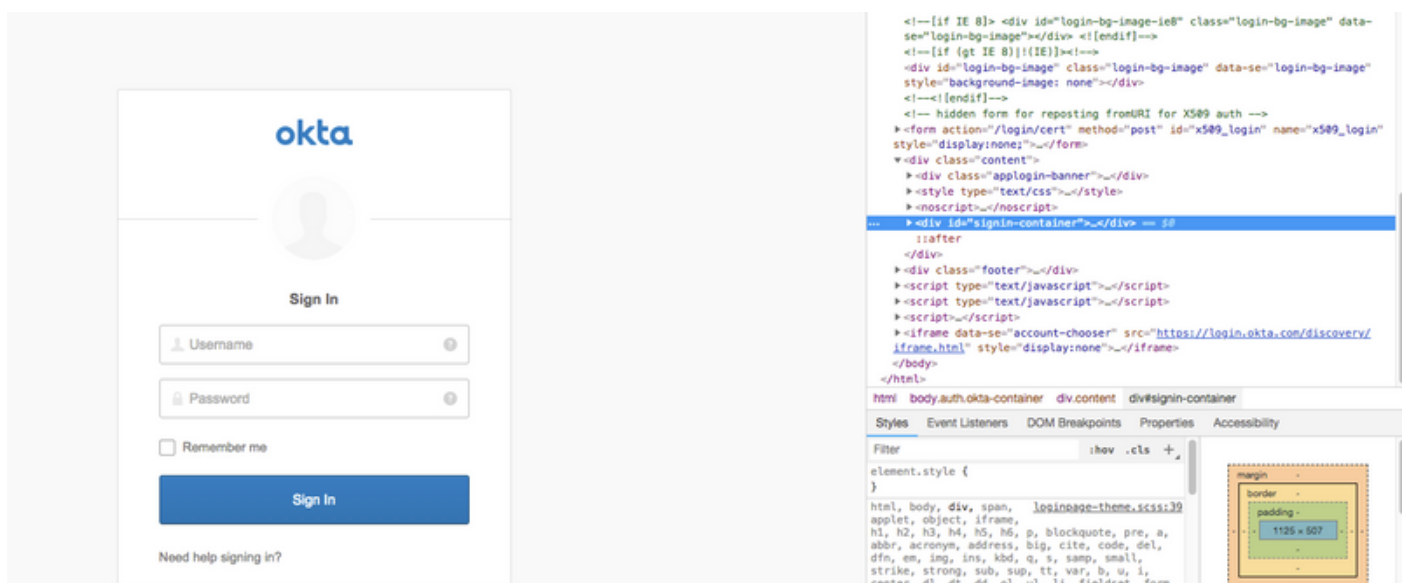 okta
Sign In
Username
Password
Remember me
Sign In
Need help signing in?
<!--[if IE 8]> <div id="login-bg-image-ie8" class="login-bg-image" data-
se="login-bg-image"></div> <![endif]-->
<!--[if (gt IE 8)|!(IE)]><!-->
<div id="login-bg-image" class="login-bg-image" data-se="login-bg-image"
style="background-image: none"></div>
<!--<![endif]-->
<!-- hidden form for reposting fromURI for X509 auth -->
▶<form action="/login/cert" method="post" id="x509_login" name="x509_login"
style="display:none;">…</form>
▼<div class="content">
▶<div class="applogin-banner">…</div>
▶<style type="text/css">…</style>
▶<noscript>…</noscript>
… ▶<div id="signin-container">…</div> == $0
::after
</div>
▶<div class="footer">…</div>
▶<script type="text/javascript">…</script>
▶<script type="text/javascript">…</script>
▶<script>…</script>
▶<iframe data-se="account-chooser" src="https://login.okta.com/discovery/
iframe.html" style="display:none">…</iframe>
</body>
</html>
html body.auth.okta-container div.content div#signin-container
Styles Event Listeners DOM Breakpoints Properties Accessibility
Filter :hov .cls +
element.style {
}
html, body, div, span, loginpage-theme.scss:39
applet, object, iframe,
h1, h2, h3, h4, h5, h6, p, blockquote, pre, a,
abbr, acronym, address, big, cite, code, del,
dfn, em, img, ins, kbd, q, s, samp, small,
strike, strong, sub, sup, tt, var, b, u, i,
margin -
border -
padding -
1125 × 507